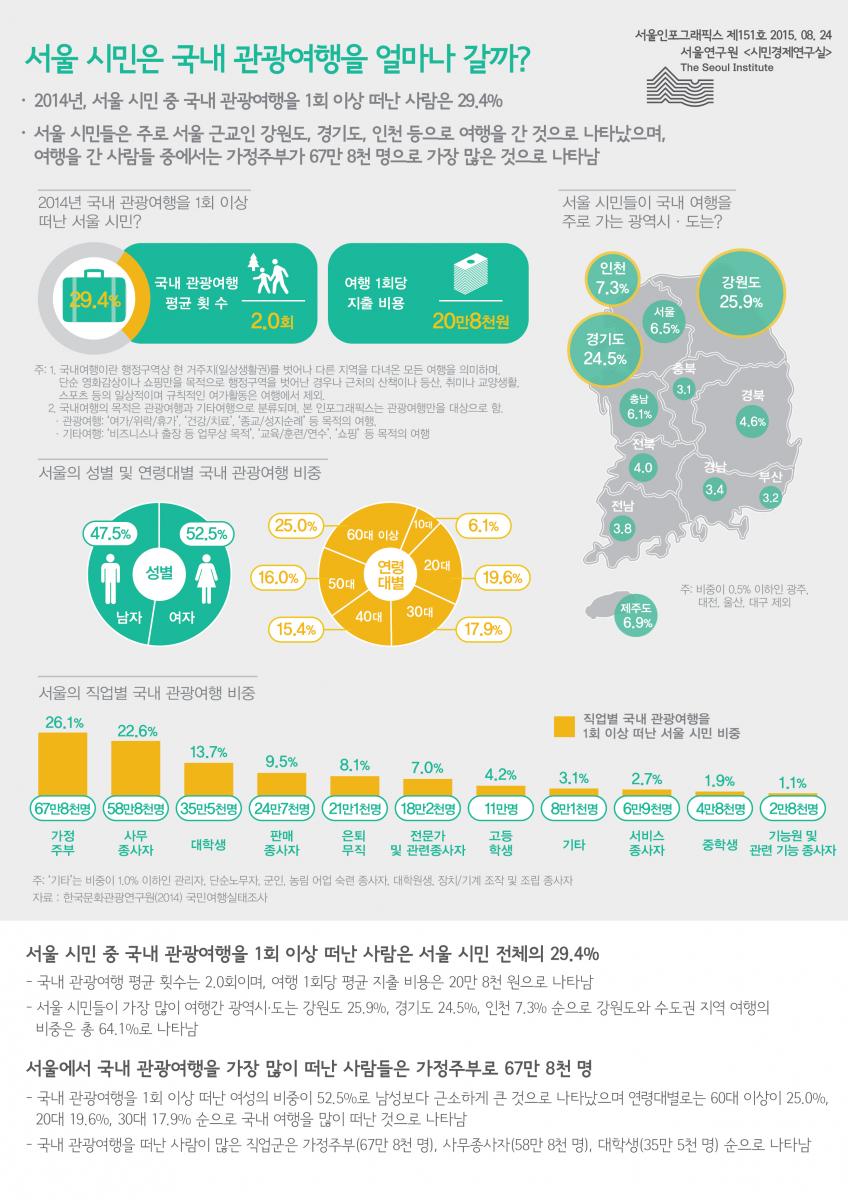 서울인포그래픽스 제151호 2015. 08. 24
서울연구원 <시민경제연구실>
The Seoul Institute
서울 시민은 국내 관광여행을 얼마나 갈까?
· 2014년, 서울 시민 중 국내 관광여행을 1회 이상 떠난 사람은 29.4%
· 서울 시민들은 주로 서울 근교인 강원도, 경기도, 인천 등으로 여행을 간 것으로 나타났으며,
여행을 간 사람들 중에서는 가정주부가 67만 8천 명으로 가장 많은 것으로 나타남
2014년 국내 관광여행을 1회 이상
떠난 서울 시민?
29.4%
국내 관광여행
평균 횟 수
2.0회
여행 1회당
지출 비용
20만8천원
주: 1. 국내여행이란 행정구역상 현 거주지(일상생활권)를 벗어나 다른 지역을 다녀온 모든 여행을 의미하며,
단순 영화감상이나 쇼핑만을 목적으로 행정구역을 벗어난 경우나 근처의 산책이나 등산, 취미나 교양생활,
스포츠 등의 일상적이며 규칙적인 여가활동은 여행에서 제외.
2. 국내여행의 목적은 관광여행과 기타여행으로 분류되며, 본 인포그래픽스는 관광여행만을 대상으로 함.
· 관광여행: '여가/위락/휴가', '건강/치료', '종교/성지순례' 등 목적의 여행,
· 기타여행: '비즈니스나 출장 등 업무상 목적', '교육/훈련/연수', '쇼핑' 등 목적의 여행
서울 시민들이 국내 여행을
주로 가는 광역시 · 도는?
인천
7.3%
강원도
25.9%
서울
6.5%
경기도
24.5%
충북
3.1
충남
6.1%
경북
4.6%
전북
4.0
경남
3.4
부산
3.2
전남
3.8
제주도
6.9%
주: 비중이 0.5% 이하인 광주,
대전, 울산, 대구 제외
서울의 성별 및 연령대별 국내 관광여행 비중
47.5%
52.5%
성별
남자
여자
25.0%
60대 이상
10대
6.1%
16.0%
50대
연령
대별
20대
19.6%
15.4%
40대
30대
17.9%
서울의 직업별 국내 관광여행 비중
직업별 국내 관광여행을
1회 이상 떠난 서울 시민 비중
26.1%
22.6%
13.7%
9.5%
8.1%
7.0%
4.2%
3.1%
2.7%
1.9%
1.1%
67만8천명
58만8천명
35만5천명
24만7천명
21만1천명
18만2천명
11만명
8만1천명
6만9천명
4만8천명
2만8천명
가정
주부
사무
종사자
대학생
판매
종사자
은퇴
무직
전문가
및 관련종사자
고등
학생
기타
서비스
종사자
중학생
기능원 및
관련 기능 종사자
주: '기타'는 비중이 1.0% 이하인 관리자, 단순노무자, 군인, 농림 어업 숙련 종사자, 대학원생, 장치/기계 조작 및 조립 종사자
자료 : 한국문화관광연구원(2014) 국민여행실태조사
서울 시민 중 국내 관광여행을 1회 이상 떠난 사람은 서울 시민 전체의 29.4%
- 국내 관광여행 평균 횟수는 2.0회이며, 여행 1회당 평균 지출 비용은 20만 8천 원으로 나타남
- 서울 시민들이 가장 많이 여행간 광역시·도는 강원도 25.9%, 경기도 24.5%, 인천 7.3% 순으로 강원도와 수도권 지역 여행의
비중은 총 64.1%로 나타남
서울에서 국내 관광여행을 가장 많이 떠난 사람들은 가정주부로 67만 8천 명
- 국내 관광여행을 1회 이상 떠난 여성의 비중이 52.5%로 남성보다 근소하게 큰 것으로 나타났으며 연령대별로는 60대 이상이 25.0%,
20대 19.6%, 30대 17.9% 순으로 국내 여행을 많이 떠난 것으로 나타남
- 국내 관광여행을 떠난 사람이 많은 직업군은 가정주부(67만 8천 명), 사무종사자(58만 8천 명), 대학생(35만 5천 명) 순으로 나타남